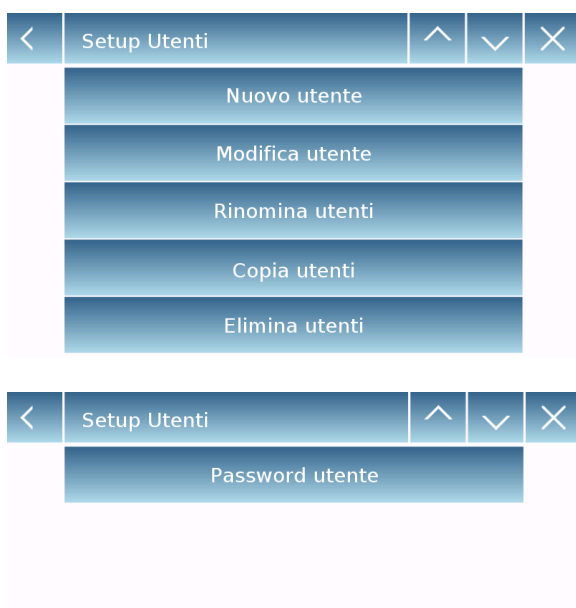 Setup Utenti
Nuovo utente
Modifica utente
Rinomina utenti
Copia utenti
Elimina utenti
Setup Utenti
Password utente